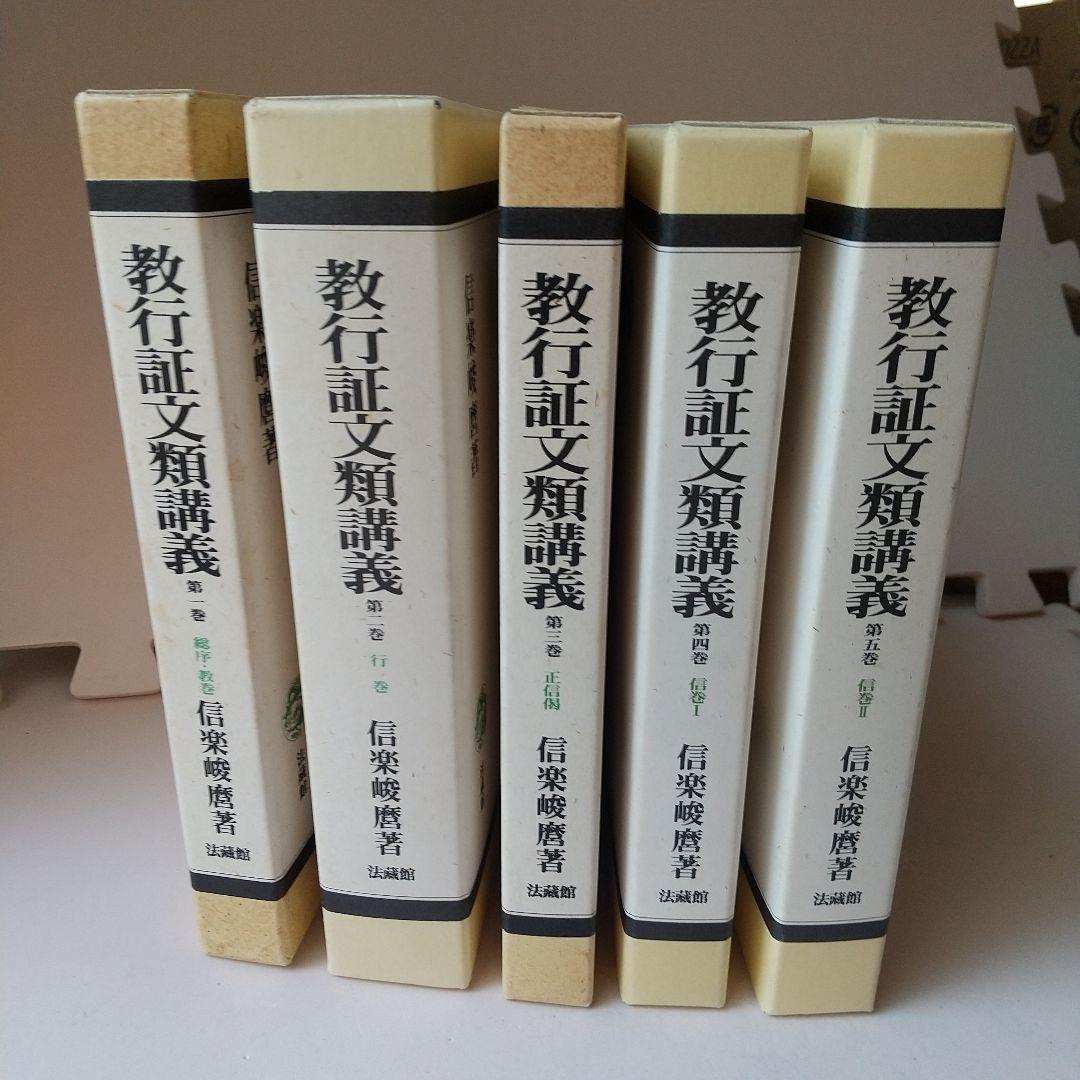 教行証文類講義 第一巻 総序・教巻 信楽峻麿著 法藏館
信楽峻麿著
教行証文類講義 第二巻 行巻 信楽峻麿著 法藏館
信楽峻麿著
教行証文類講義 第三巻 正信偈 信楽峻麿著 法藏館
教行証文類講義 第四巻 信巻Ⅰ 信楽峻麿著 法藏館
教行証文類講義 第五巻 信巻Ⅱ 信楽峻麿著 法藏館